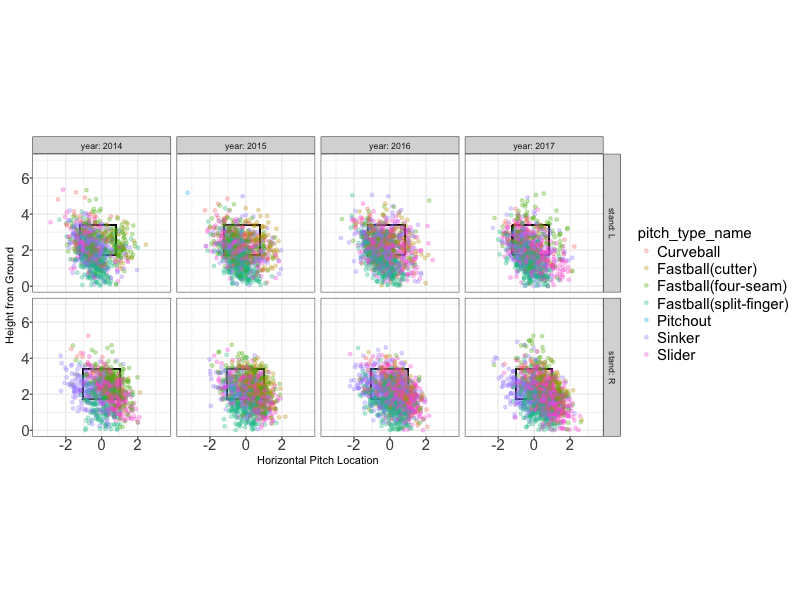 year: 2014 year: 2015 year: 2016 year: 2017
6
4
2
0
stand: L
6
4
2
0
stand: R
-2 0 2 -2 0 2 -2 0 2 -2 0 2
Horizontal Pitch Location
Height from Ground
pitch_type_name
Curveball
Fastball(cutter)
Fastball(four-seam)
Fastball(split-finger)
Pitchout
Sinker
Slider